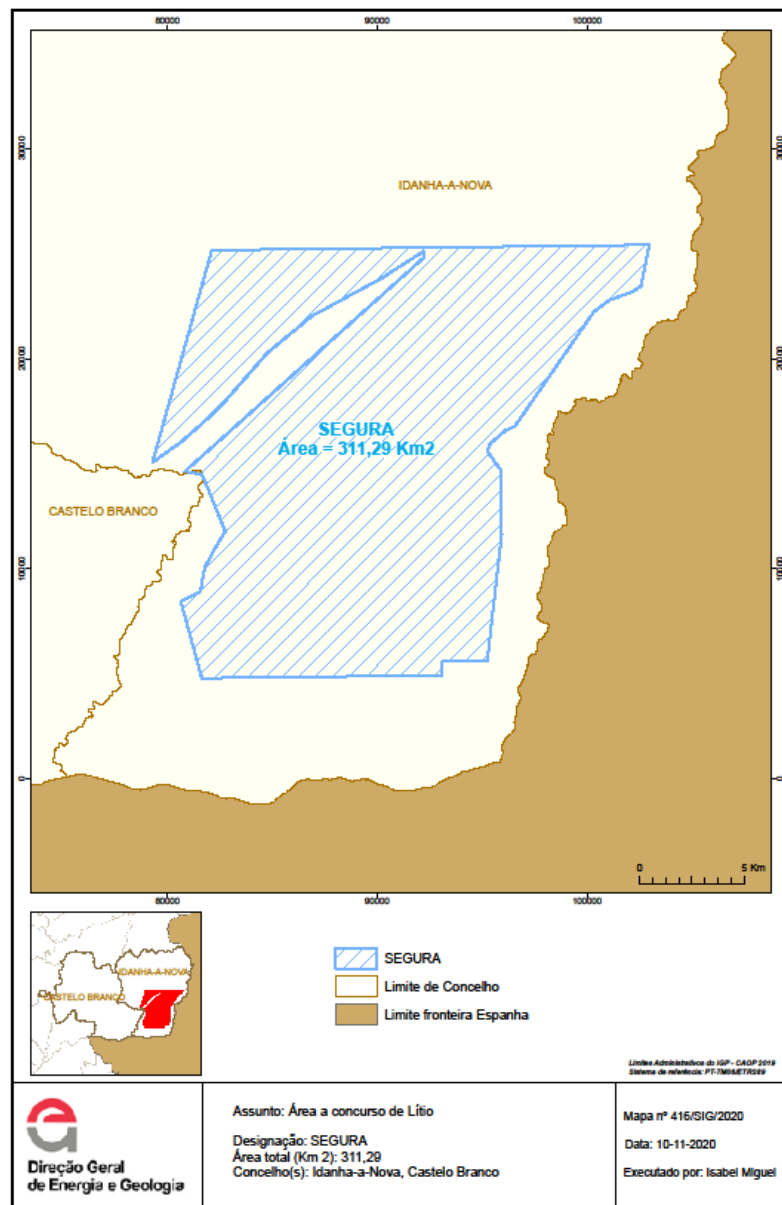 80000 90000 100000
30000 30000
IDANHA-A-NOVA
20000 20000
SEGURA
Área = 311,29 Km2
CASTELO BRANCO
10000 10000
0 0
0 5 Km
80000 90000 100000
IDANHA-A-NOVA
CASTELO BRANCO
SEGURA
Limite de Concelho
Limite fronteira Espanha
Limites Administrativos do IGP - CAOP 2019
Sistema de referência: PT-TM06/ETRS89
Direção Geral
de Energia e Geologia
Assunto: Área a concurso de Lítio
Designação: SEGURA
Área total (Km 2): 311,29
Concelho(s): Idanha-a-Nova, Castelo Branco
Mapa nº 416/SIG/2020
Data: 10-11-2020
Executado por: Isabel Miguel